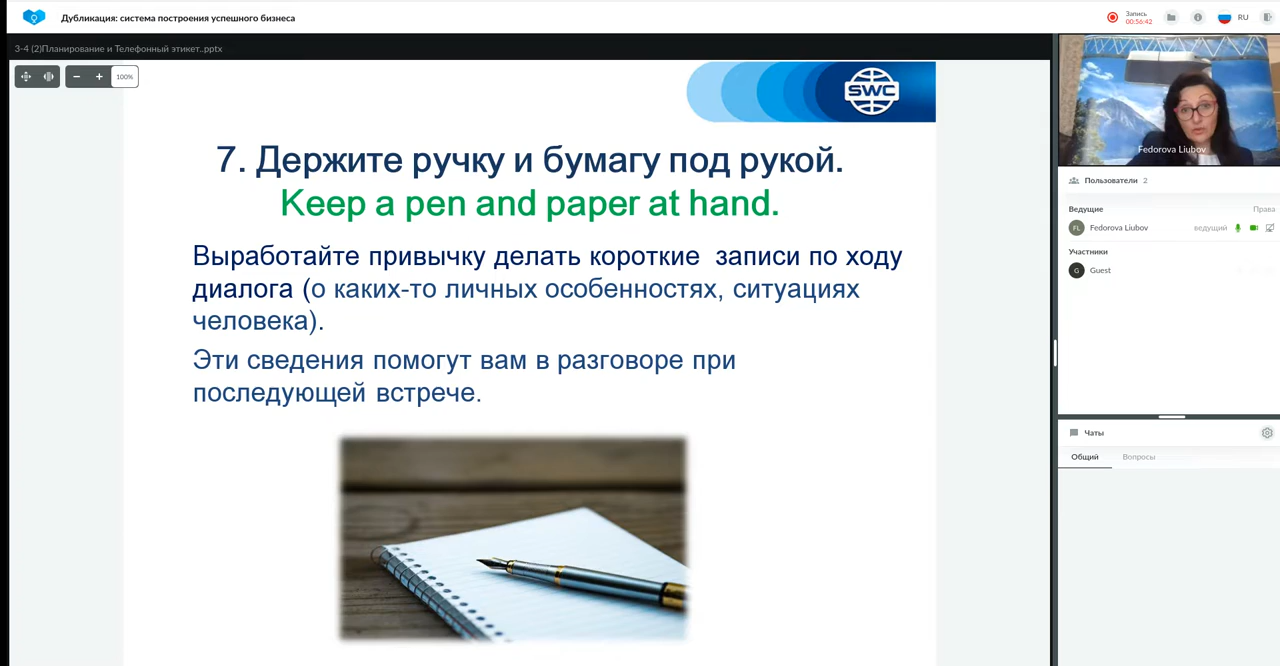 Дубликация: система построения успешного бизнеса
Запись
00:56:42
RU
3-4 (2)Планирование и Телефонный этикет..pptx
100%
SWC
7. Держите ручку и бумагу под рукой.
Keep a pen and paper at hand.
Выработайте привычку делать короткие записи по ходу
диалога (о каких-то личных особенностях, ситуациях
человека).
Эти сведения помогут вам в разговоре при
последующей встрече.
Fedorova Liubov
Пользователи 2
Ведущие Права
FL Fedorova Liubov ведущий
Участники
G Guest
Чаты
Общий Вопросы